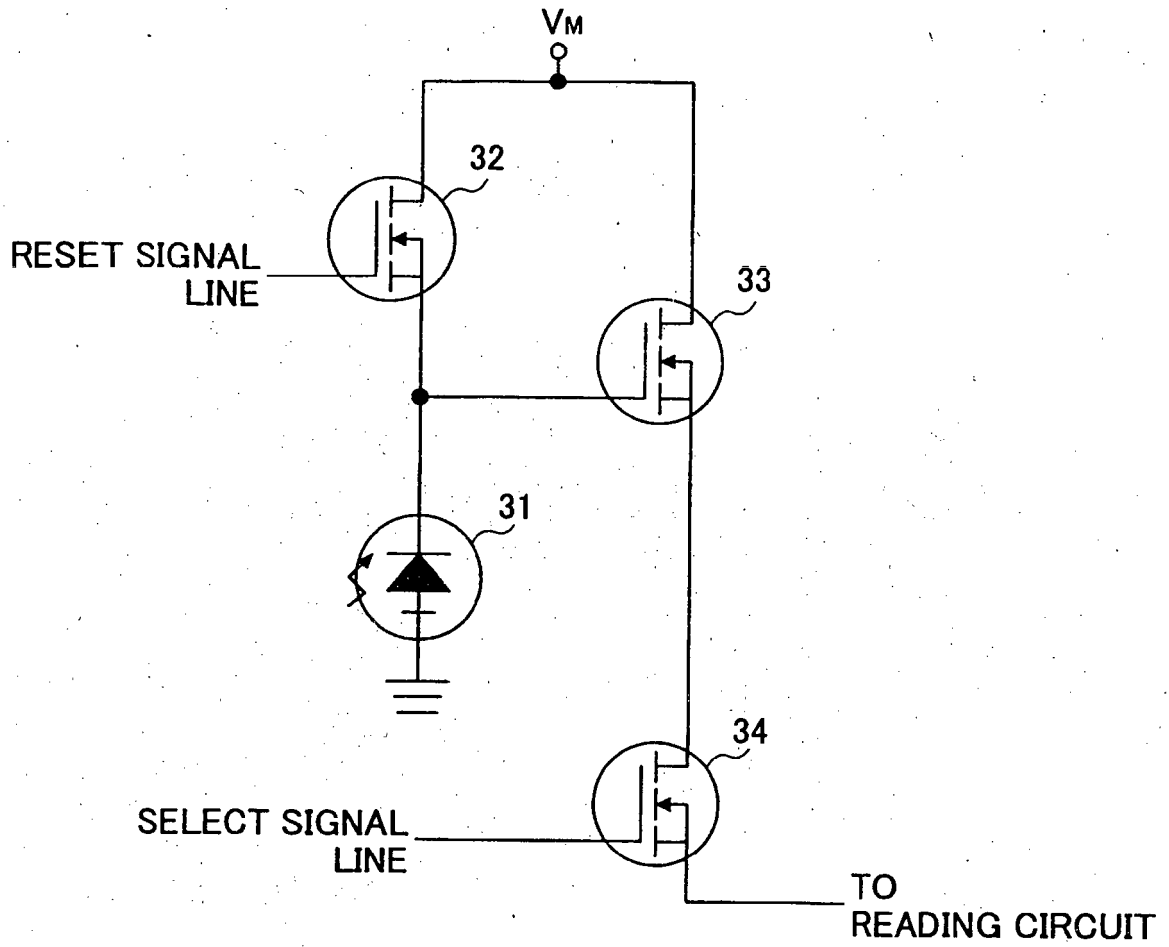 VM
32
RESET SIGNAL
LINE
33
31
34
SELECT SIGNAL
LINE
TO
READING CIRCUIT